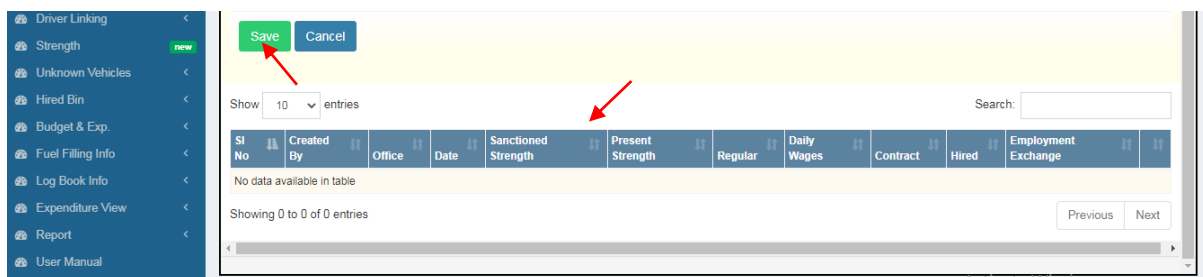 Driver Linking
Strength new
Unknown Vehicles
Hired Bin
Budget & Exp.
Fuel Filling Info
Log Book Info
Expenditure View
Report
User Manual
Save Cancel
Show 10 entries Search:
Sl No Created By Office Date Sanctioned Strength Present Strength Regular Daily Wages Contract Hired Employment Exchange
No data available in table
Showing 0 to 0 of 0 entries Previous Next